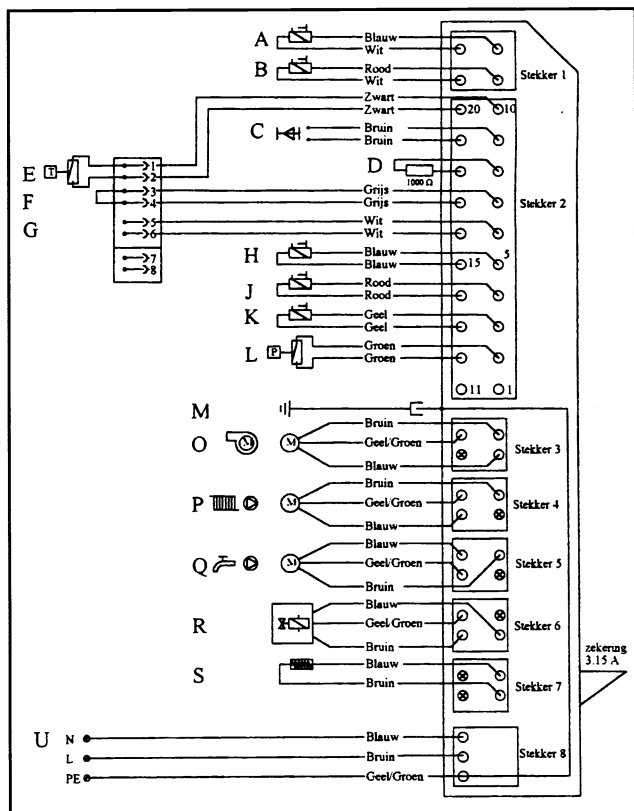 A Blauw
Wit
Stekker 1
B Rood
Wit
Zwart
Zwart 20 10
C Bruin
Bruin
D
1000 Ω
Stekker 2
E T 1
2
3 Grijs
F 4 Grijs
5 Wit
G 6 Wit
7
8
H Blauw 5
Blauw 15
J Rood
Rood
K Geel
Geel
L P Groen
Groen
11 1
M
Bruin
O M M Geel/Groen Stekker 3
Blauw
Bruin
P M Geel/Groen Stekker 4
Blauw
Blauw
Q M Geel/Groen Stekker 5
Bruin
Blauw
R Geel/Groen Stekker 6
Bruin
zekering
3.15 A
S Blauw
Bruin Stekker 7
U N Blauw
L Bruin Stekker 8
PE Geel/Groen